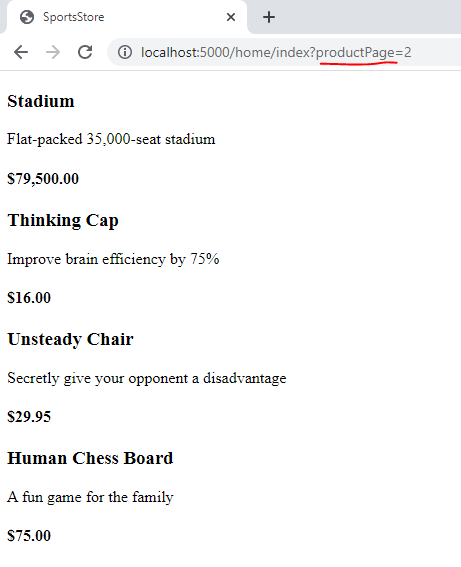 SportsStore
localhost:5000/home/index?productPage=2
Stadium
Flat-packed 35,000-seat stadium
$79,500.00
Thinking Cap
Improve brain efficiency by 75%
$16.00
Unsteady Chair
Secretly give your opponent a disadvantage
$29.95
Human Chess Board
A fun game for the family
$75.00